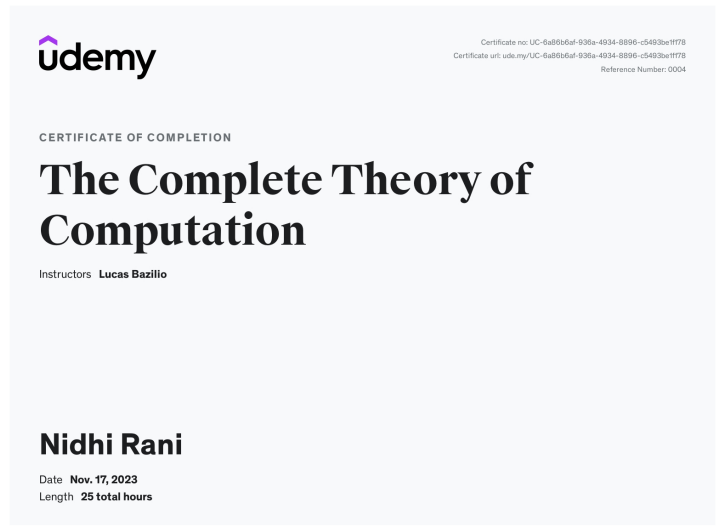 udemy
Certificate no: UC-6a86b6af-936a-4934-8896-c5493be1ff78
Certificate url: ude.my/UC-6a86b6af-936a-4934-8896-c5493be1ff78
Reference Number: 0004
CERTIFICATE OF COMPLETION
The Complete Theory of
Computation
Instructors Lucas Bazilio
Nidhi Rani
Date Nov. 17, 2023
Length 25 total hours